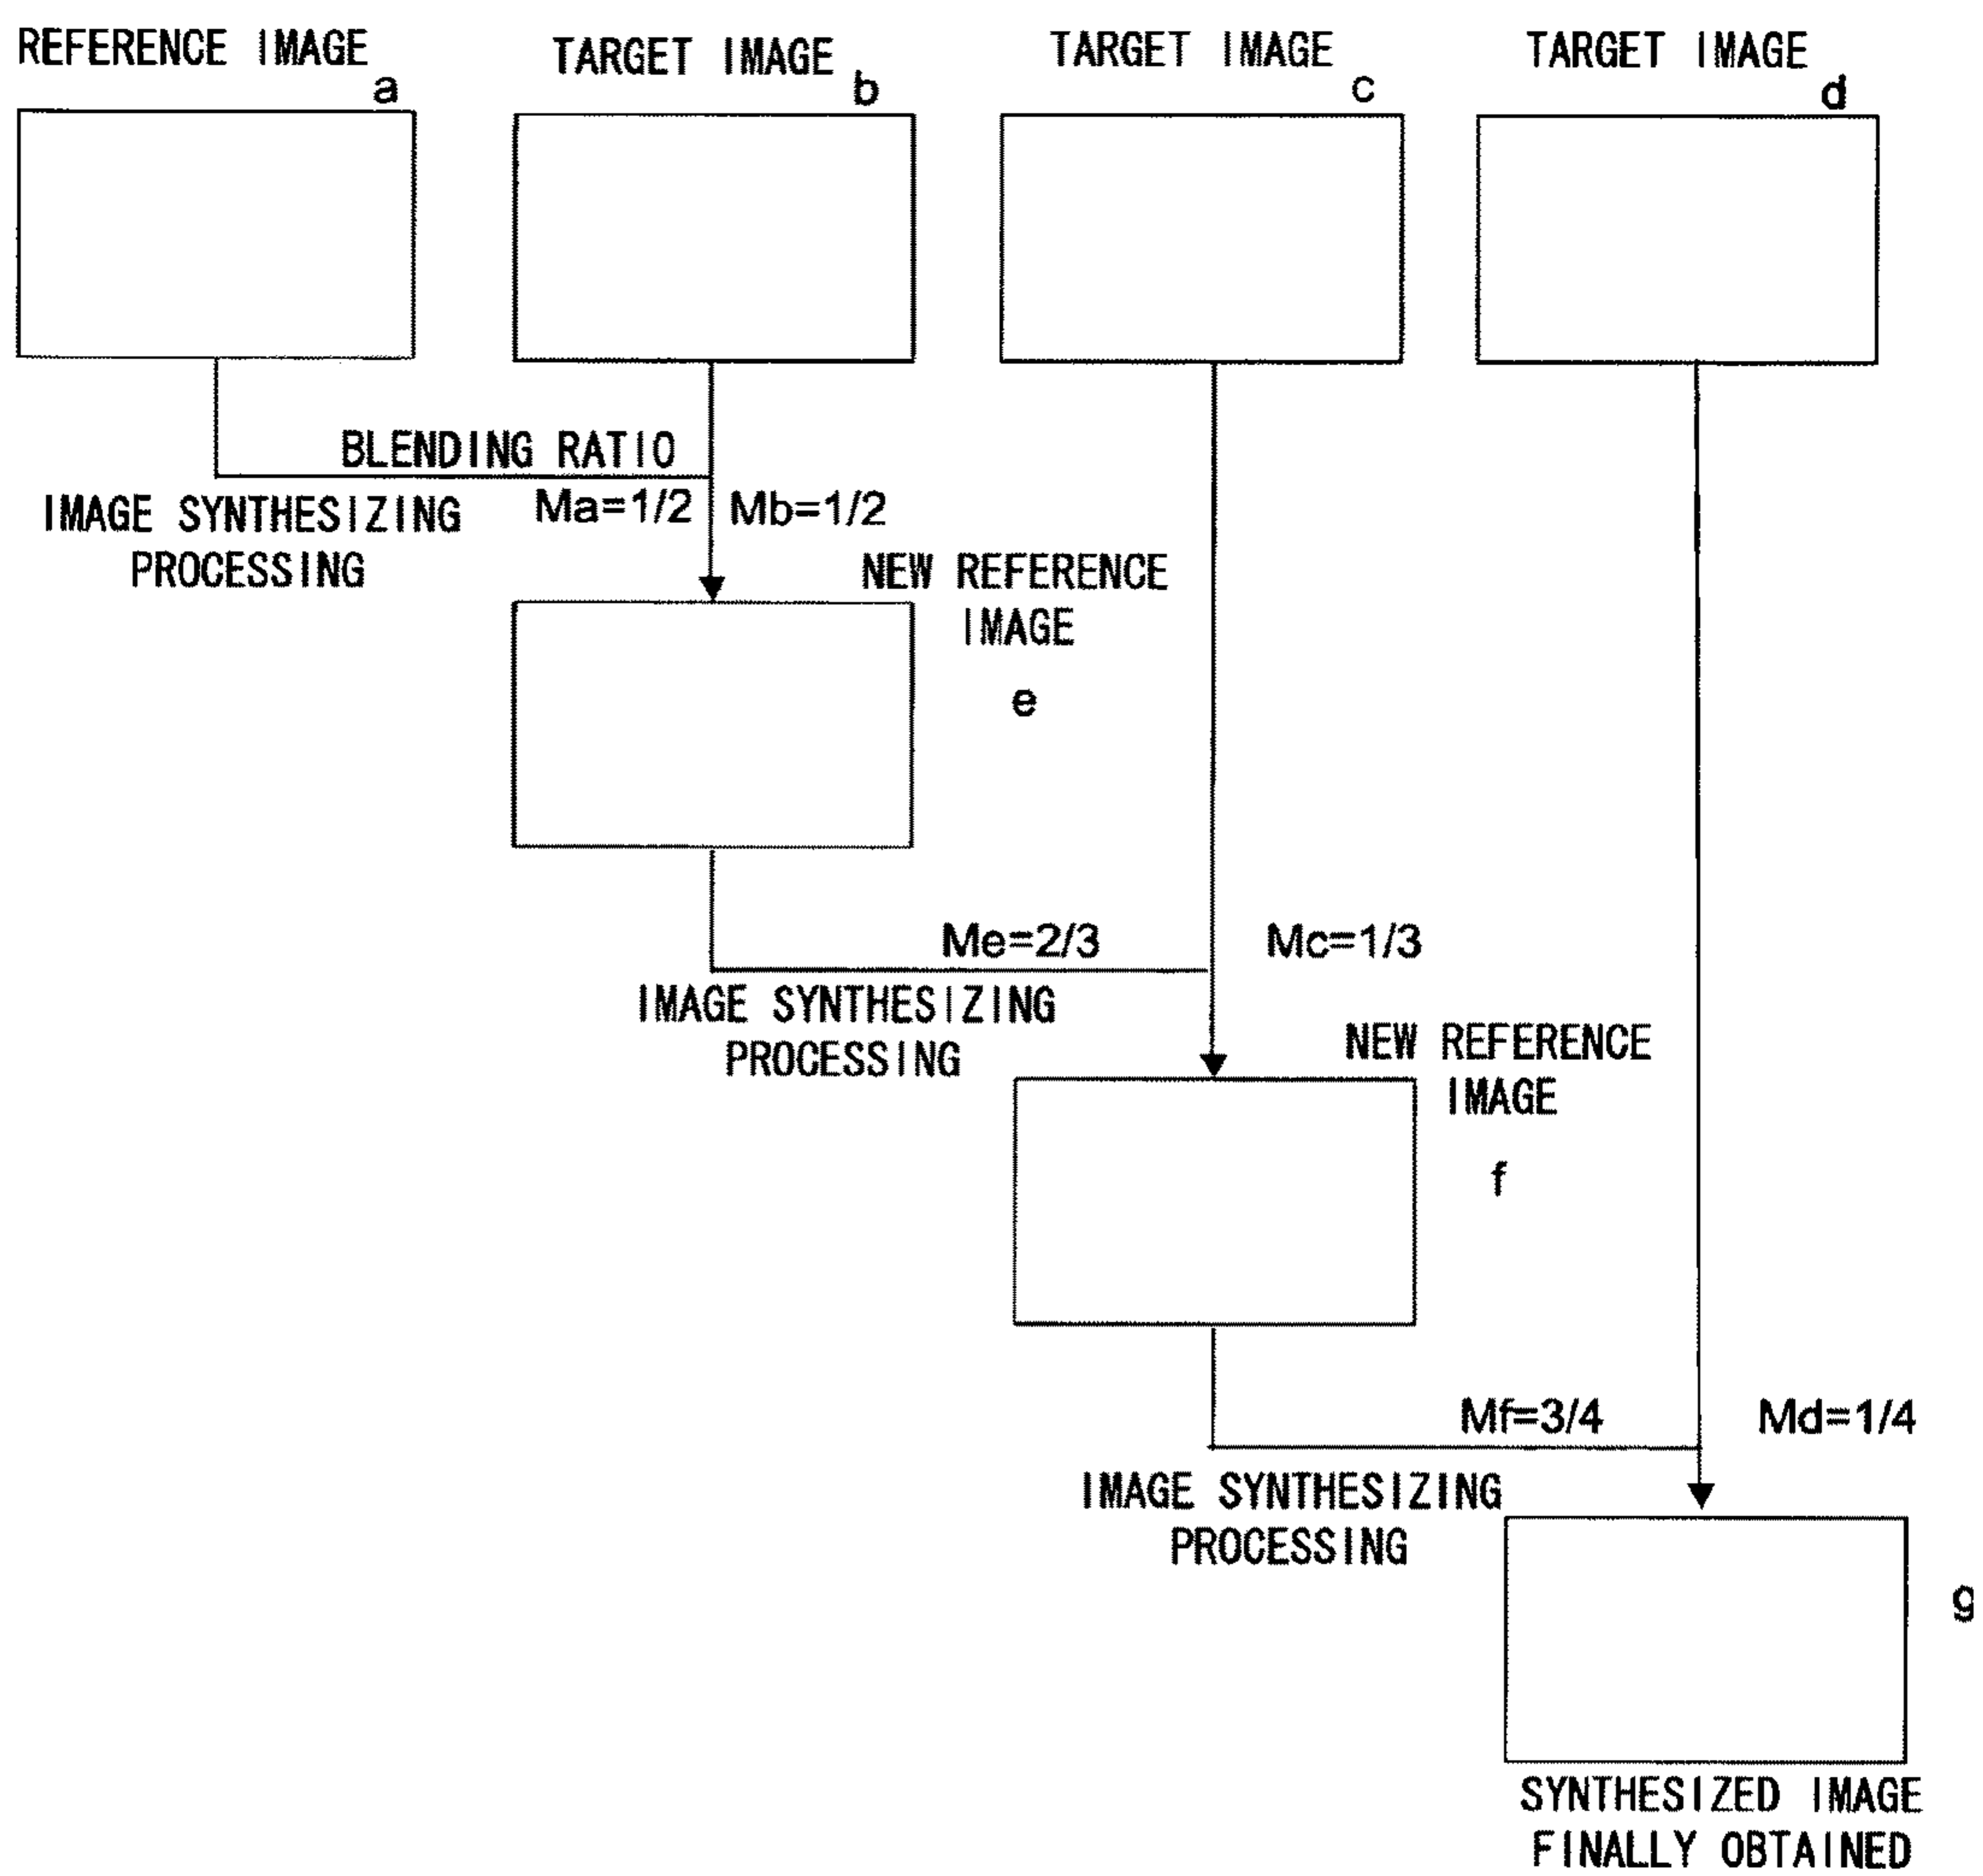 REFERENCE IMAGE
a
TARGET IMAGE
b
TARGET IMAGE
c
TARGET IMAGE
d
BLENDING RATIO
IMAGE SYNTHESIZING
PROCESSING
Ma=1/2
Mb=1/2
NEW REFERENCE
IMAGE
e
Me=2/3
Mc=1/3
IMAGE SYNTHESIZING
PROCESSING
NEW REFERENCE
IMAGE
f
Mf=3/4
Md=1/4
IMAGE SYNTHESIZING
PROCESSING
g
SYNTHESIZED IMAGE
FINALLY OBTAINED